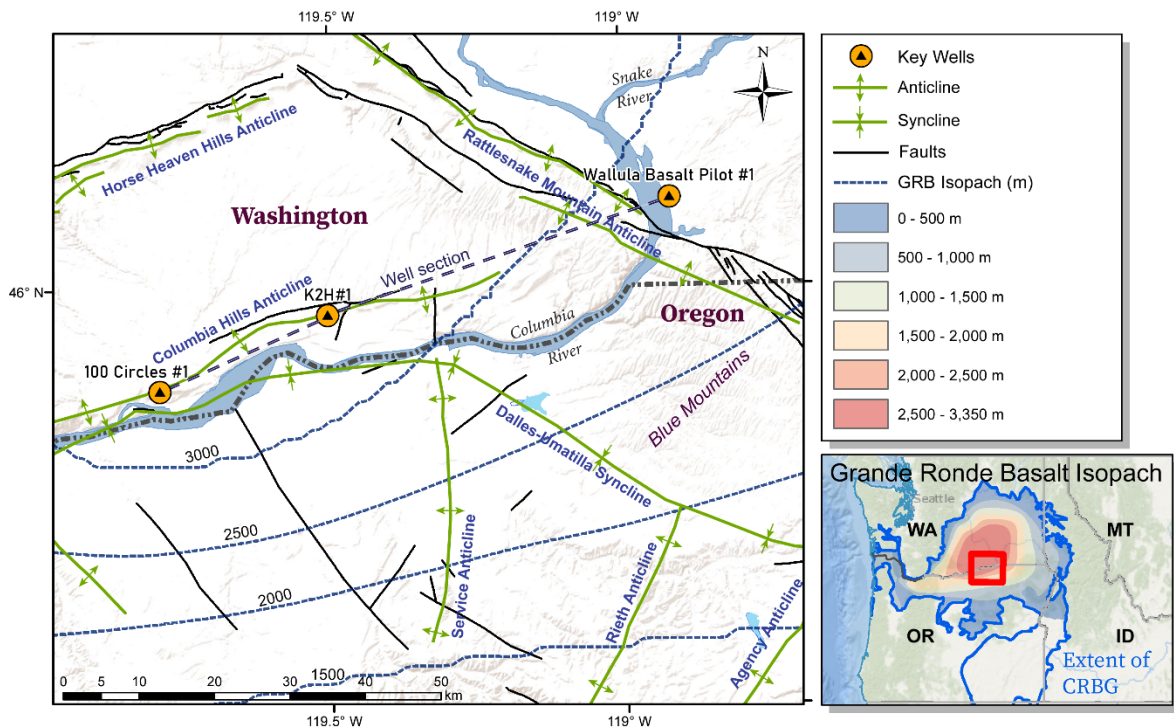 119.5° W
119° W
N
Snake
River
Horse Heaven Hills Anticline
Rattlesnake Mountain Anticline
Wallula Basalt Pilot #1
Washington
Well section
46° N
K2H#1
Columbia Hills Anticline
Oregon
Columbia
River
100 Circles #1
Blue Mountains
3000
Dalles-Umatilla Syncline
2500
2000
Service Anticline
Rieth Anticline
Agency Anticline
1500
0 5 10 20 30 40 50
km
119.5° W
119° W
Key Wells
Anticline
Syncline
Faults
GRB Isopach (m)
0 - 500 m
500 - 1,000 m
1,000 - 1,500 m
1,500 - 2,000 m
2,000 - 2,500 m
2,500 - 3,350 m
Grande Ronde Basalt Isopach
Seattle
WA
MT
OR
ID
Extent of
CRBG